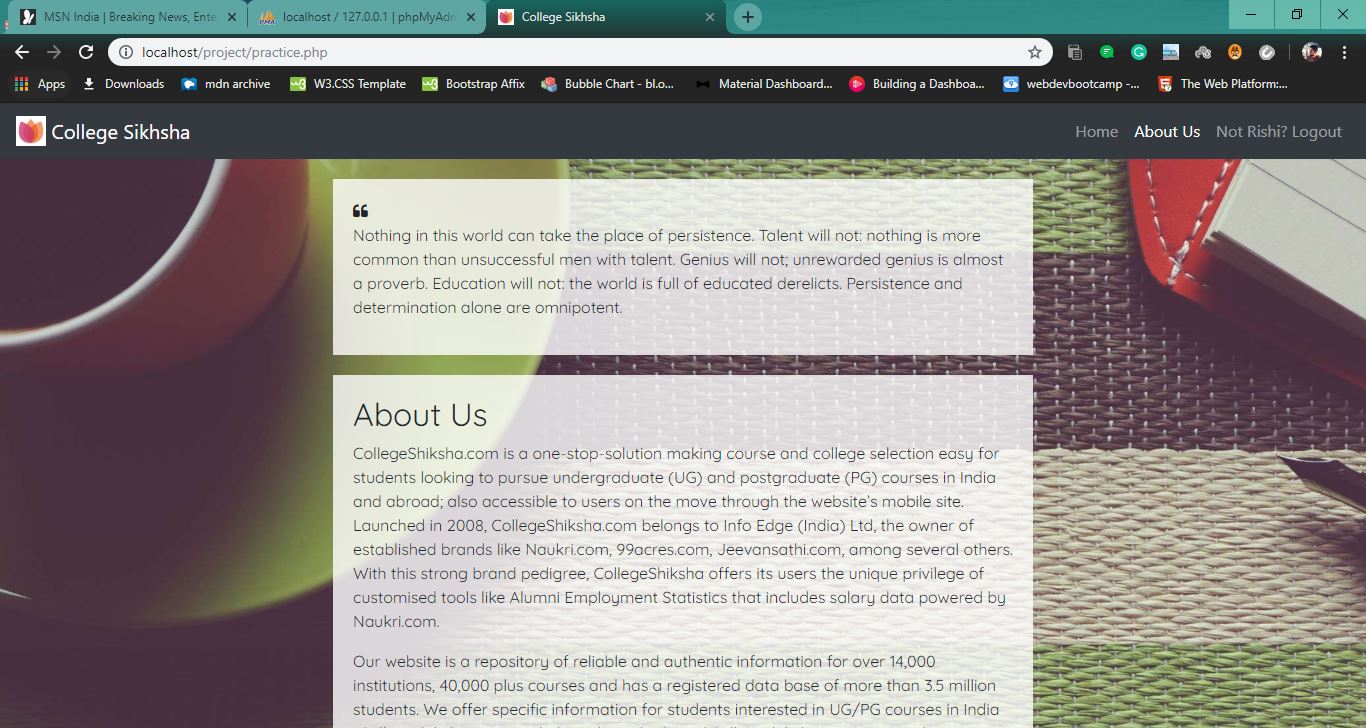 MSN India | Breaking News, Ente
localhost / 127.0.0.1 | phpMyAdm
College Sikhsha
localhost/project/practice.php
Apps
Downloads
mdn archive
W3.CSS Template
Bootstrap Affix
Bubble Chart - bl.o...
Material Dashboard...
Building a Dashboa...
webdevbootcamp -...
The Web Platform:...
College Sikhsha
Home
About Us
Not Rishi? Logout
“
Nothing in this world can take the place of persistence. Talent will not: nothing is more
common than unsuccessful men with talent. Genius will not; unrewarded genius is almost
a proverb. Education will not: the world is full of educated derelicts. Persistence and
determination alone are omnipotent.
About Us
CollegeShiksha.com is a one-stop-solution making course and college selection easy for
students looking to pursue undergraduate (UG) and postgraduate (PG) courses in India
and abroad; also accessible to users on the move through the website's mobile site.
Launched in 2008, CollegeShiksha.com belongs to Info Edge (India) Ltd, the owner of
established brands like Naukri.com, 99acres.com, Jeevansathi.com, among several others.
With this strong brand pedigree, CollegeShiksha offers its users the unique privilege of
customised tools like Alumni Employment Statistics that includes salary data powered by
Naukri.com.
Our website is a repository of reliable and authentic information for over 14,000
institutions, 40,000 plus courses and has a registered data base of more than 3.5 million
students. We offer specific information for students interested in UG/PG courses in India